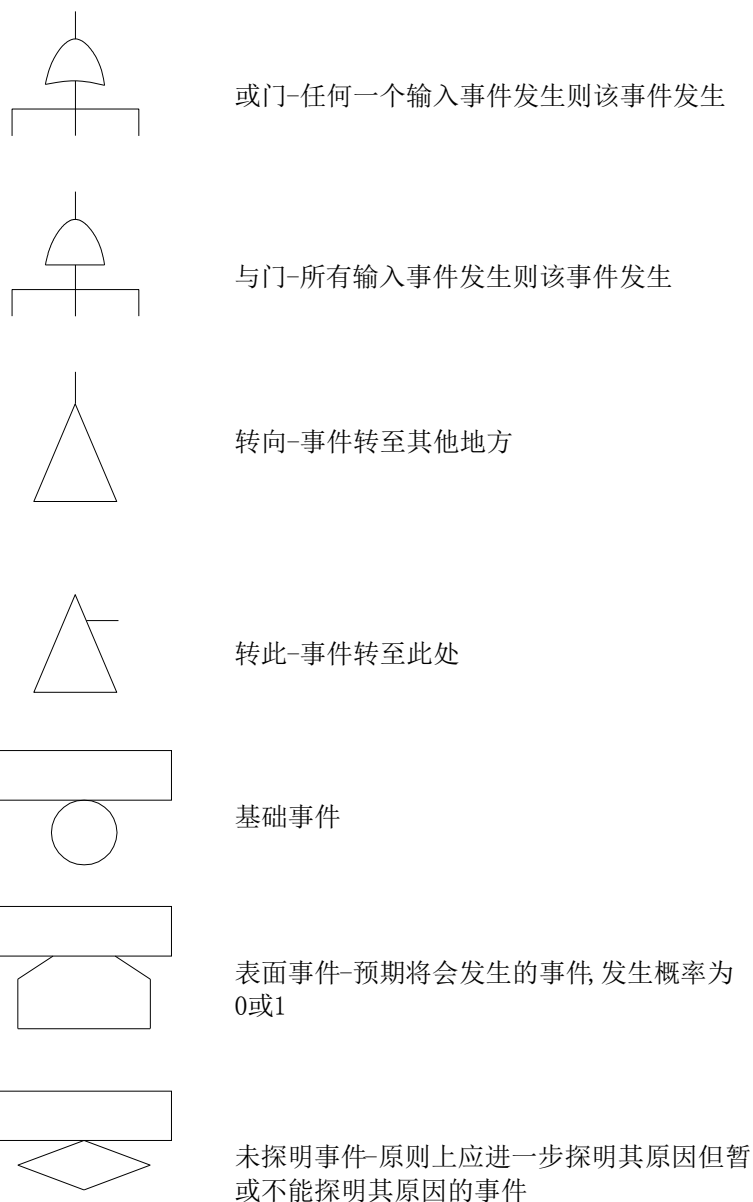 或门-任何一个输入事件发生则该事件发生
与门-所有输入事件发生则该事件发生
转向-事件转至其他地方
转此-事件转至此处
基础事件
表面事件-预期将会发生的事件,发生概率为
0或1
未探明事件-原则上应进一步探明其原因但暂
或不能探明其原因的事件